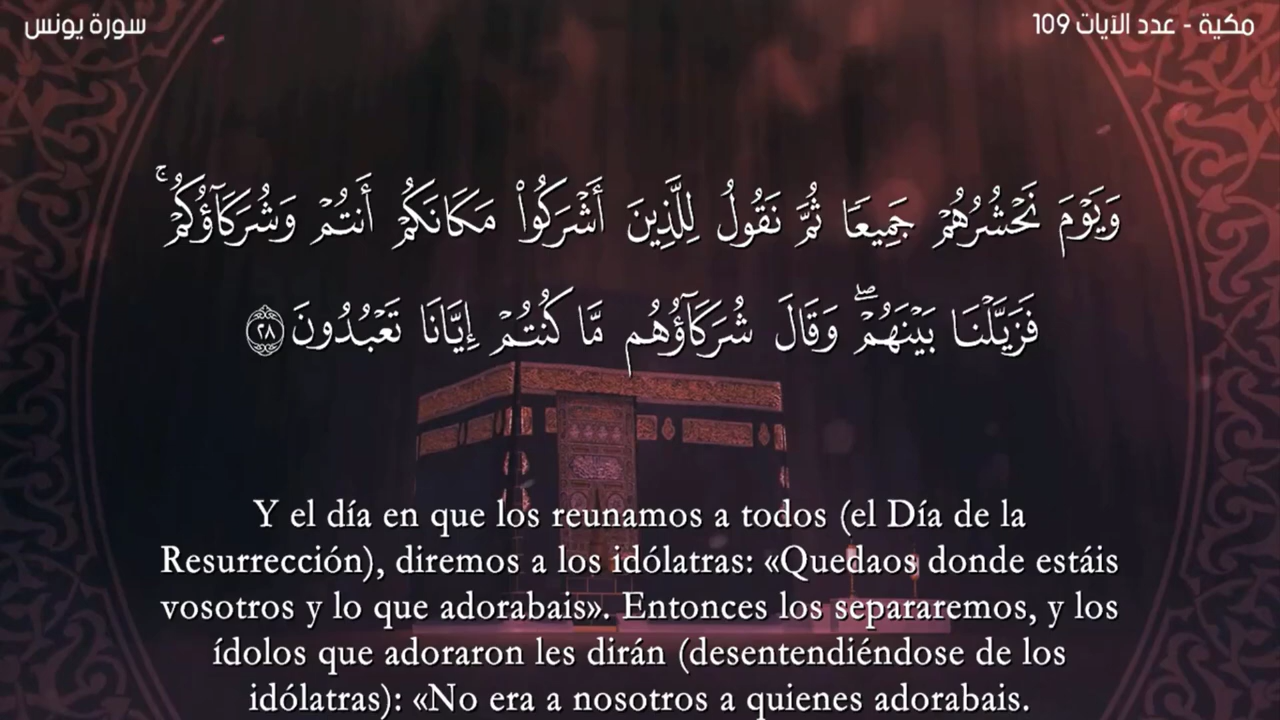 سورة يونس
مكية - عدد الآيات 109
وَيَوْمَ نَحْشُرُهُمْ جَمِيعًا ثُمَّ نَقُولُ لِلَّذِينَ أَشْرَكُوا۟ مَكَانَكُمْ أَنتُمْ وَشُرَكَآؤُكُمْ ۚ
فَزَيَّلْنَا بَيْنَهُمْ ۖ وَقَالَ شُرَكَآؤُهُم مَّا كُنتُمْ إِيَّانَا تَعْبُدُونَ ٢٨
Y el día en que los reunamos a todos (el Día de la
Resurrección), diremos a los idólatras: «Quedaos donde estáis
vosotros y lo que adorabais». Entonces los separaremos, y los
ídolos que adoraron les dirán (desentendiéndose de los
idólatras): «No era a nosotros a quienes adorabais.